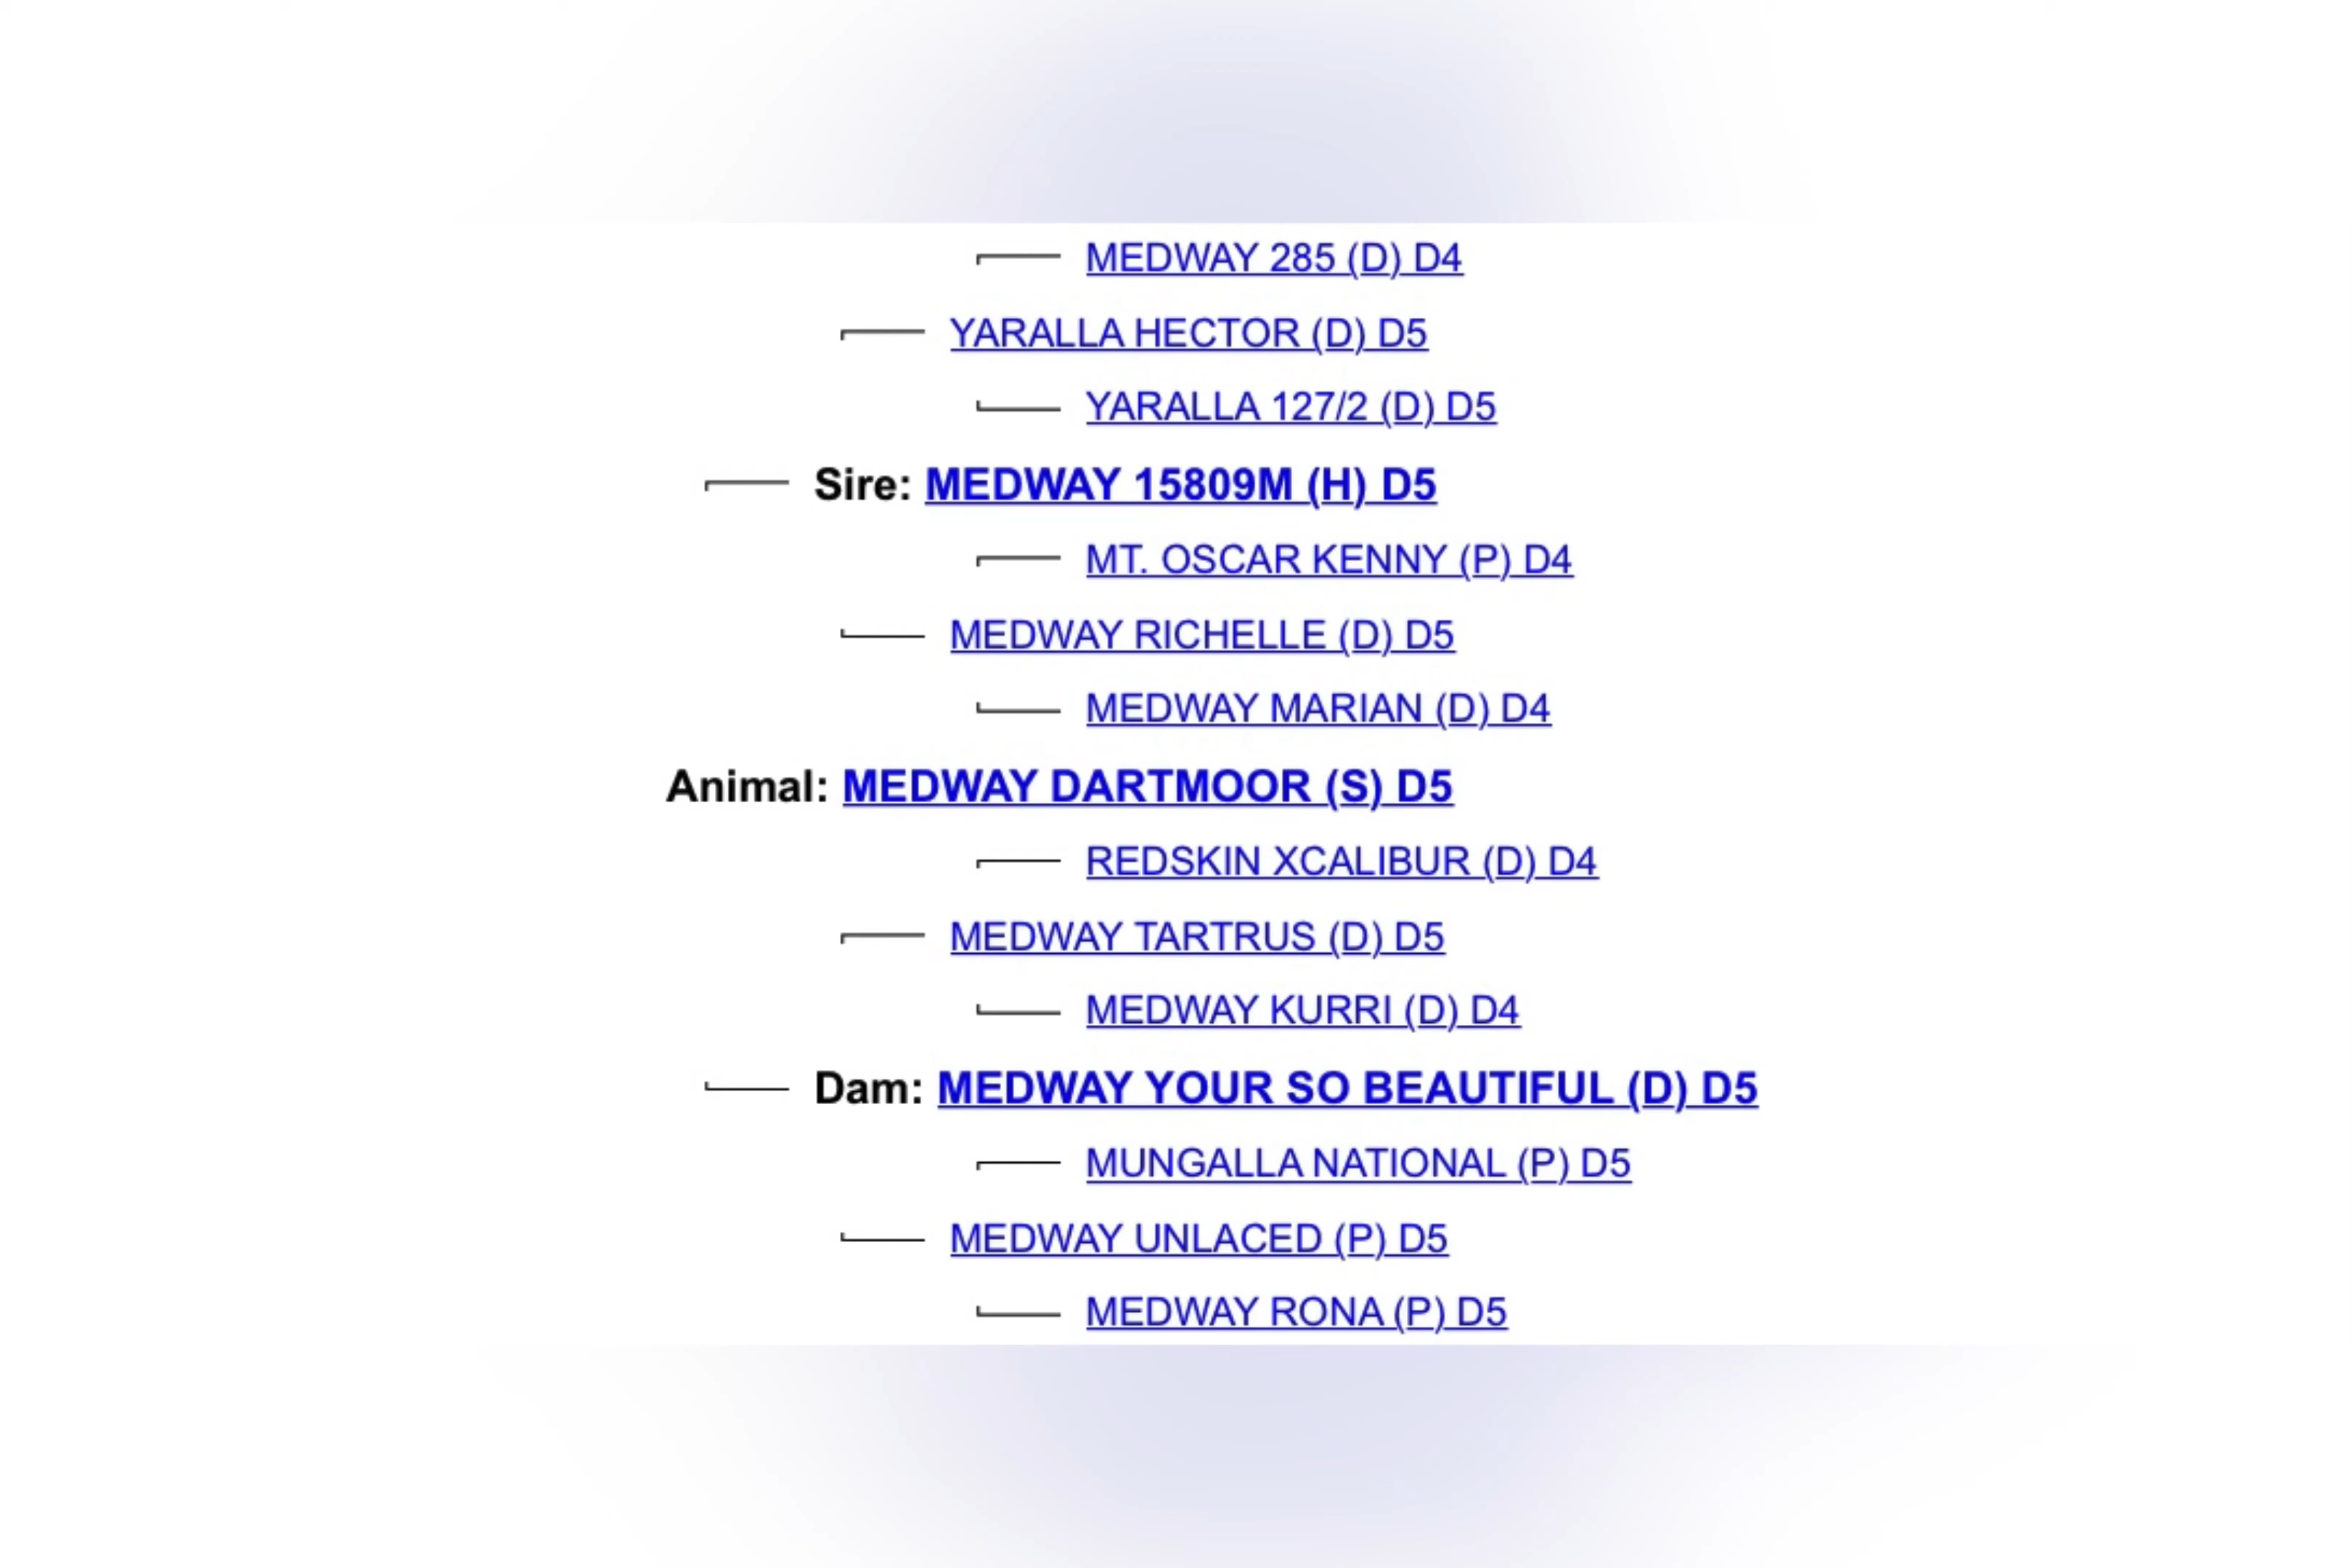 MEDWAY 285 (D) D4
YARALLA HECTOR (D) D5
YARALLA 127/2 (D) D5
Sire: MEDWAY 15809M (H) D5
MT. OSCAR KENNY (P) D4
MEDWAY RICHELLE (D) D5
MEDWAY MARIAN (D) D4
Animal: MEDWAY DARTMOOR (S) D5
REDSKIN XCALIBUR (D) D4
MEDWAY TARTRUS (D) D5
MEDWAY KURRI (D) D4
Dam: MEDWAY YOUR SO BEAUTIFUL (D) D5
MUNGALLA NATIONAL (P) D5
MEDWAY UNLACED (P) D5
MEDWAY RONA (P) D5